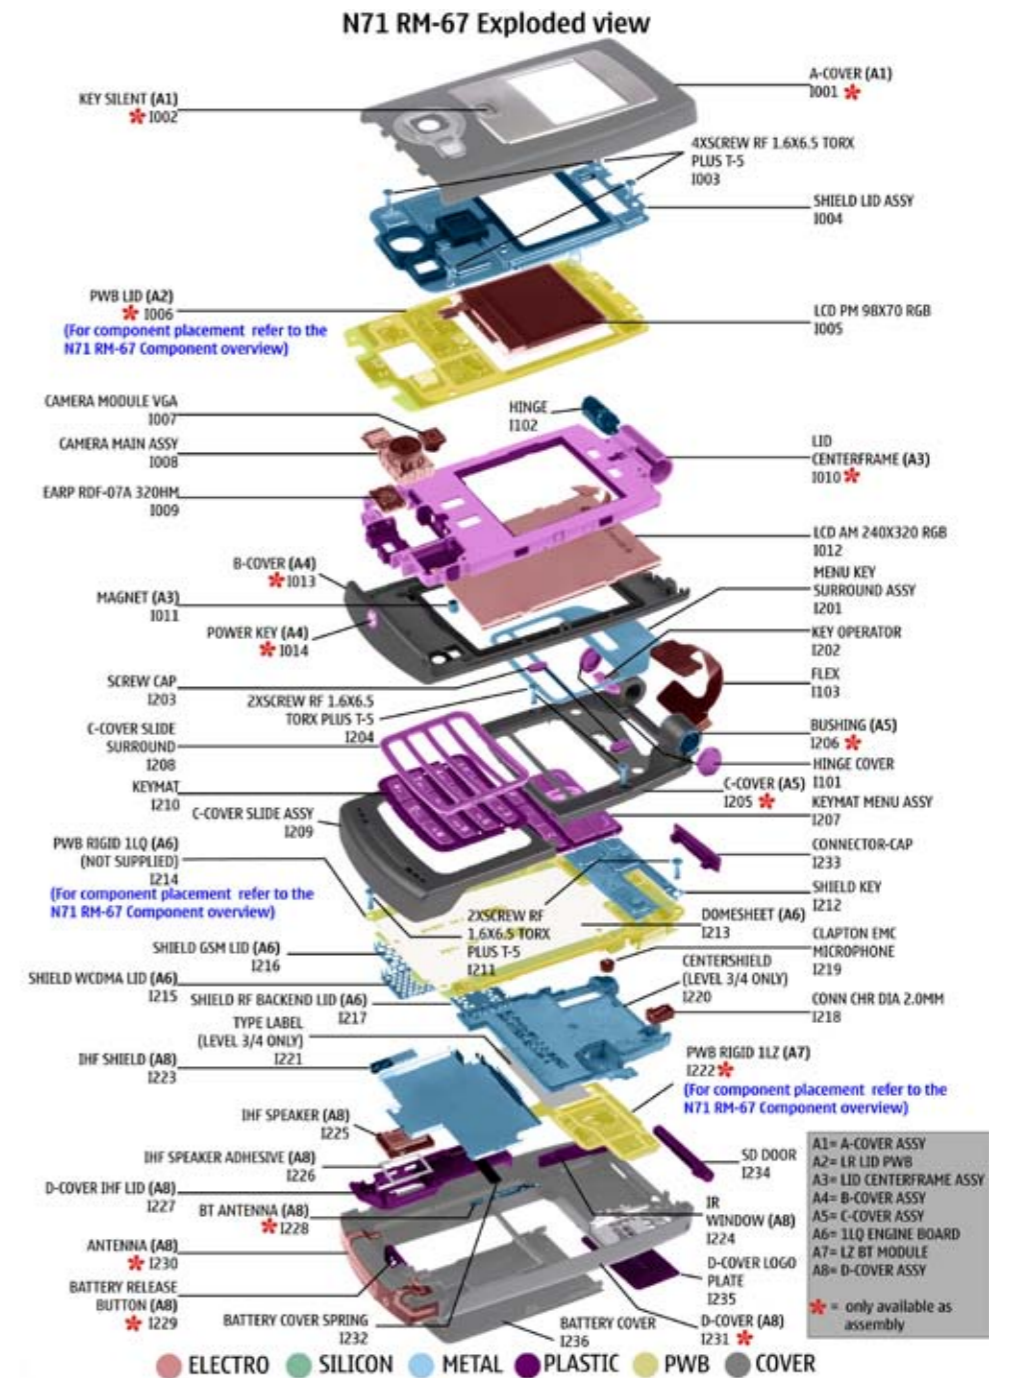 N71 RM-67 Exploded view
KEY SILENT (A1)
* I002
A-COVER (A1)
I001 *
4XSCREW RF 1.6X6.5 TORX
PLUS T-5
I003
SHIELD LID ASSY
I004
PWB LID (A2)
* I006
(For component placement refer to the
N71 RM-67 Component overview)
LCD PM 98X70 RGB
I005
CAMERA MODULE VGA
I007
CAMERA MAIN ASSY
I008
EARP RDF-07A 32OHM
I009
HINGE
I102
LID
CENTERFRAME (A3)
I010 *
LCD AM 240X320 RGB
I012
B-COVER (A4)
* I013
MAGNET (A3)
I011
POWER KEY (A4)
* I014
MENU KEY
SURROUND ASSY
I201
KEY OPERATOR
I202
FLEX
I103
SCREW CAP
I203
2XSCREW RF 1.6X6.5
TORX PLUS T-5
I204
C-COVER SLIDE
SURROUND
I208
BUSHING (A5)
I206 *
HINGE COVER
I101
KEYMAT
I210
C-COVER (A5)
I205 *
KEYMAT MENU ASSY
I207
C-COVER SLIDE ASSY
I209
PWB RIGID 1LQ (A6)
(NOT SUPPLIED)
I214
(For component placement refer to the
N71 RM-67 Component overview)
CONNECTOR-CAP
I233
SHIELD KEY
I212
2XSCREW RF
1.6X6.5 TORX
PLUS T-5
I211
DOMESHEET (A6)
I213
CLAPTON EMC
MICROPHONE
I219
SHIELD GSM LID (A6)
I216
SHIELD WCDMA LID (A6)
I215
SHIELD RF BACKEND LID (A6)
I217
CENTERSHIELD
(LEVEL 3/4 ONLY)
I220
CONN CHR DIA 2.0MM
I218
TYPE LABEL
(LEVEL 3/4 ONLY)
I221
IHF SHIELD (A8)
I223
PWB RIGID 1LZ (A7)
I222 *
(For component placement refer to the
N71 RM-67 Component overview)
IHF SPEAKER (A8)
I225
IHF SPEAKER ADHESIVE (A8)
I226
D-COVER IHF LID (A8)
I227
BT ANTENNA (A8)
* I228
SD DOOR
I234
IR
WINDOW (A8)
I224
ANTENNA (A8)
* I230
BATTERY RELEASE
BUTTON (A8)
* I229
D-COVER LOGO
PLATE
I235
BATTERY COVER SPRING
I232
BATTERY COVER
I236
D-COVER (A8)
I231 *
A1= A-COVER ASSY
A2= LR LID PWB
A3= LID CENTERFRAME ASSY
A4= B-COVER ASSY
A5= C-COVER ASSY
A6= 1LQ ENGINE BOARD
A7= LZ BT MODULE
A8= D-COVER ASSY
* = only available as
assembly
ELECTRO SILICON METAL PLASTIC PWB COVER